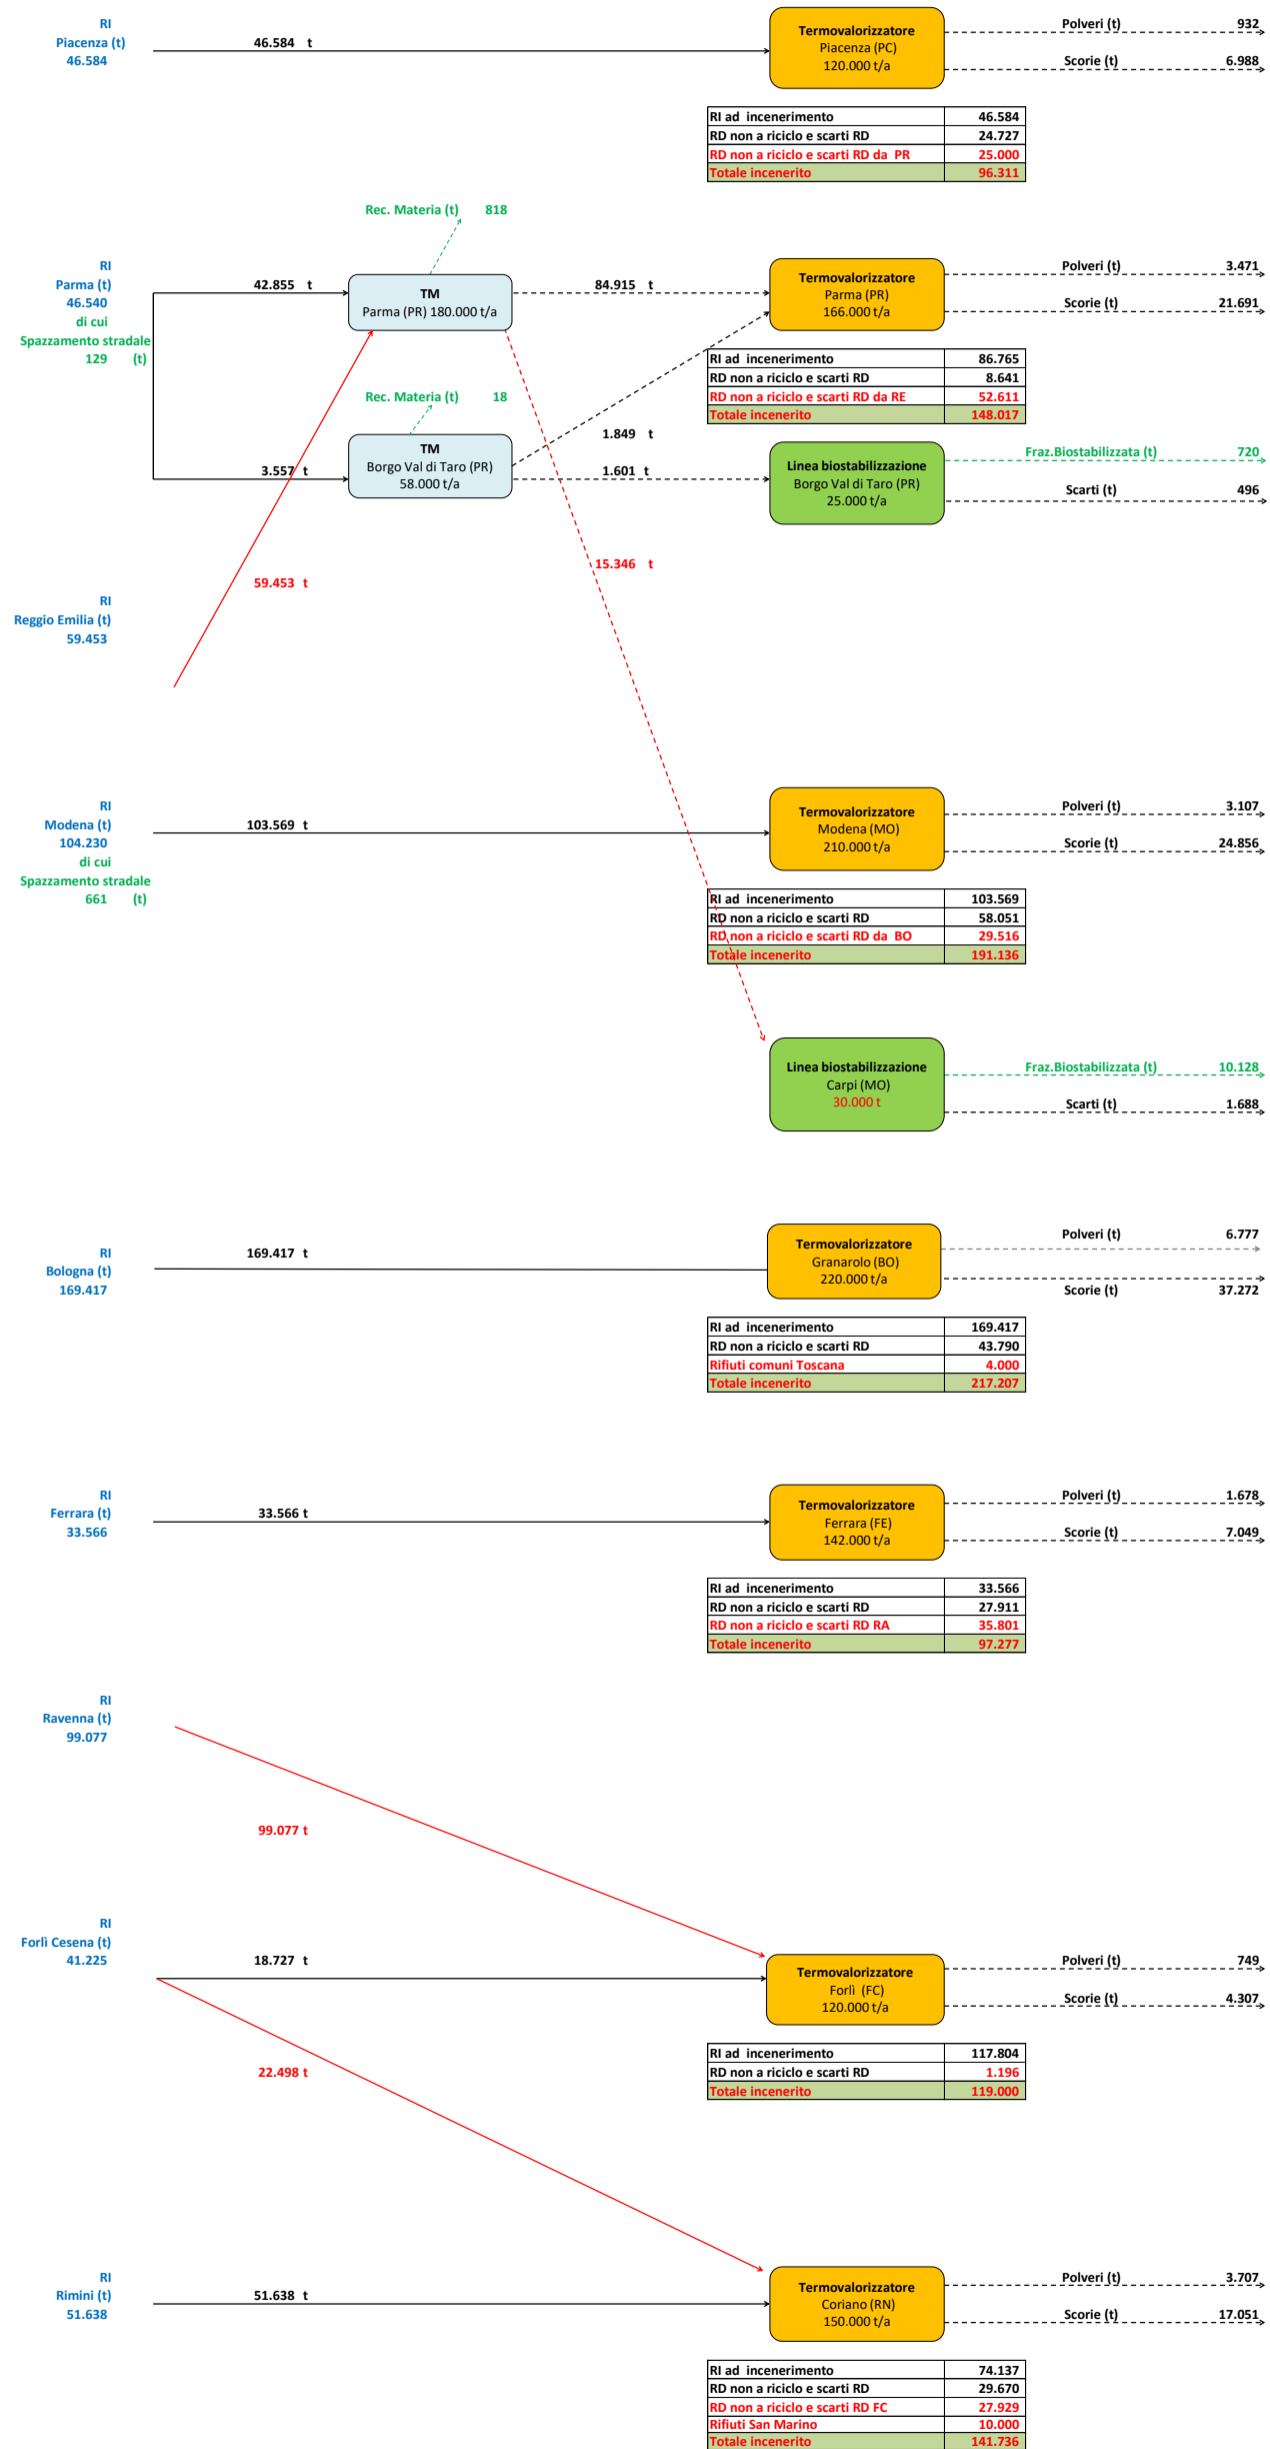 RI
Piacenza (t)
46.584
46.584 t
Termovalorizzatore
Piacenza (PC)
120.000 t/a
Polveri (t) 932
Scorie (t) 6.988
RI ad incenerimento 46.584
RD non a riciclo e scarti RD 24.727
RD non a riciclo e scarti RD da PR 25.000
Totale incenerito 96.311
Rec. Materia (t) 818
RI
Parma (t)
46.540
di cui
Spazzamento stradale
129 (t)
42.855 t
TM
Parma (PR) 180.000 t/a
84.915 t
Termovalorizzatore
Parma (PR)
166.000 t/a
Polveri (t) 3.471
Scorie (t) 21.691
RI ad incenerimento 86.765
RD non a riciclo e scarti RD 8.641
RD non a riciclo e scarti RD da RE 52.611
Totale incenerito 148.017
Rec. Materia (t) 18
3.557 t
TM
Borgo Val di Taro (PR)
58.000 t/a
1.849 t
1.601 t
Linea biostabilizzazione
Borgo Val di Taro (PR)
25.000 t/a
Fraz.Biostabilizzata (t) 720
Scarti (t) 496
15.346 t
59.453 t
RI
Reggio Emilia (t)
59.453
RI
Modena (t)
104.230
di cui
Spazzamento stradale
661 (t)
103.569 t
Termovalorizzatore
Modena (MO)
210.000 t/a
Polveri (t) 3.107
Scorie (t) 24.856
RI ad incenerimento 103.569
RD non a riciclo e scarti RD 58.051
RD non a riciclo e scarti RD da BO 29.516
Totale incenerito 191.136
Linea biostabilizzazione
Carpi (MO)
30.000 t
Fraz.Biostabilizzata (t) 10.128
Scarti (t) 1.688
RI
Bologna (t)
169.417
169.417 t
Termovalorizzatore
Granarolo (BO)
220.000 t/a
Polveri (t) 6.777
Scorie (t) 37.272
RI ad incenerimento 169.417
RD non a riciclo e scarti RD 43.790
Rifiuti comuni Toscana 4.000
Totale incenerito 217.207
RI
Ferrara (t)
33.566
33.566 t
Termovalorizzatore
Ferrara (FE)
142.000 t/a
Polveri (t) 1.678
Scorie (t) 7.049
RI ad incenerimento 33.566
RD non a riciclo e scarti RD 27.911
RD non a riciclo e scarti RD RA 35.801
Totale incenerito 97.277
RI
Ravenna (t)
99.077
99.077 t
RI
Forlì Cesena (t)
41.225
18.727 t
Termovalorizzatore
Forlì (FC)
120.000 t/a
Polveri (t) 749
Scorie (t) 4.307
RI ad incenerimento 117.804
RD non a riciclo e scarti RD 1.196
Totale incenerito 119.000
22.498 t
RI
Rimini (t)
51.638
51.638 t
Termovalorizzatore
Coriano (RN)
150.000 t/a
Polveri (t) 3.707
Scorie (t) 17.051
RI ad incenerimento 74.137
RD non a riciclo e scarti RD 29.670
RD non a riciclo e scarti RD FC 27.929
Rifiuti San Marino 10.000
Totale incenerito 141.736